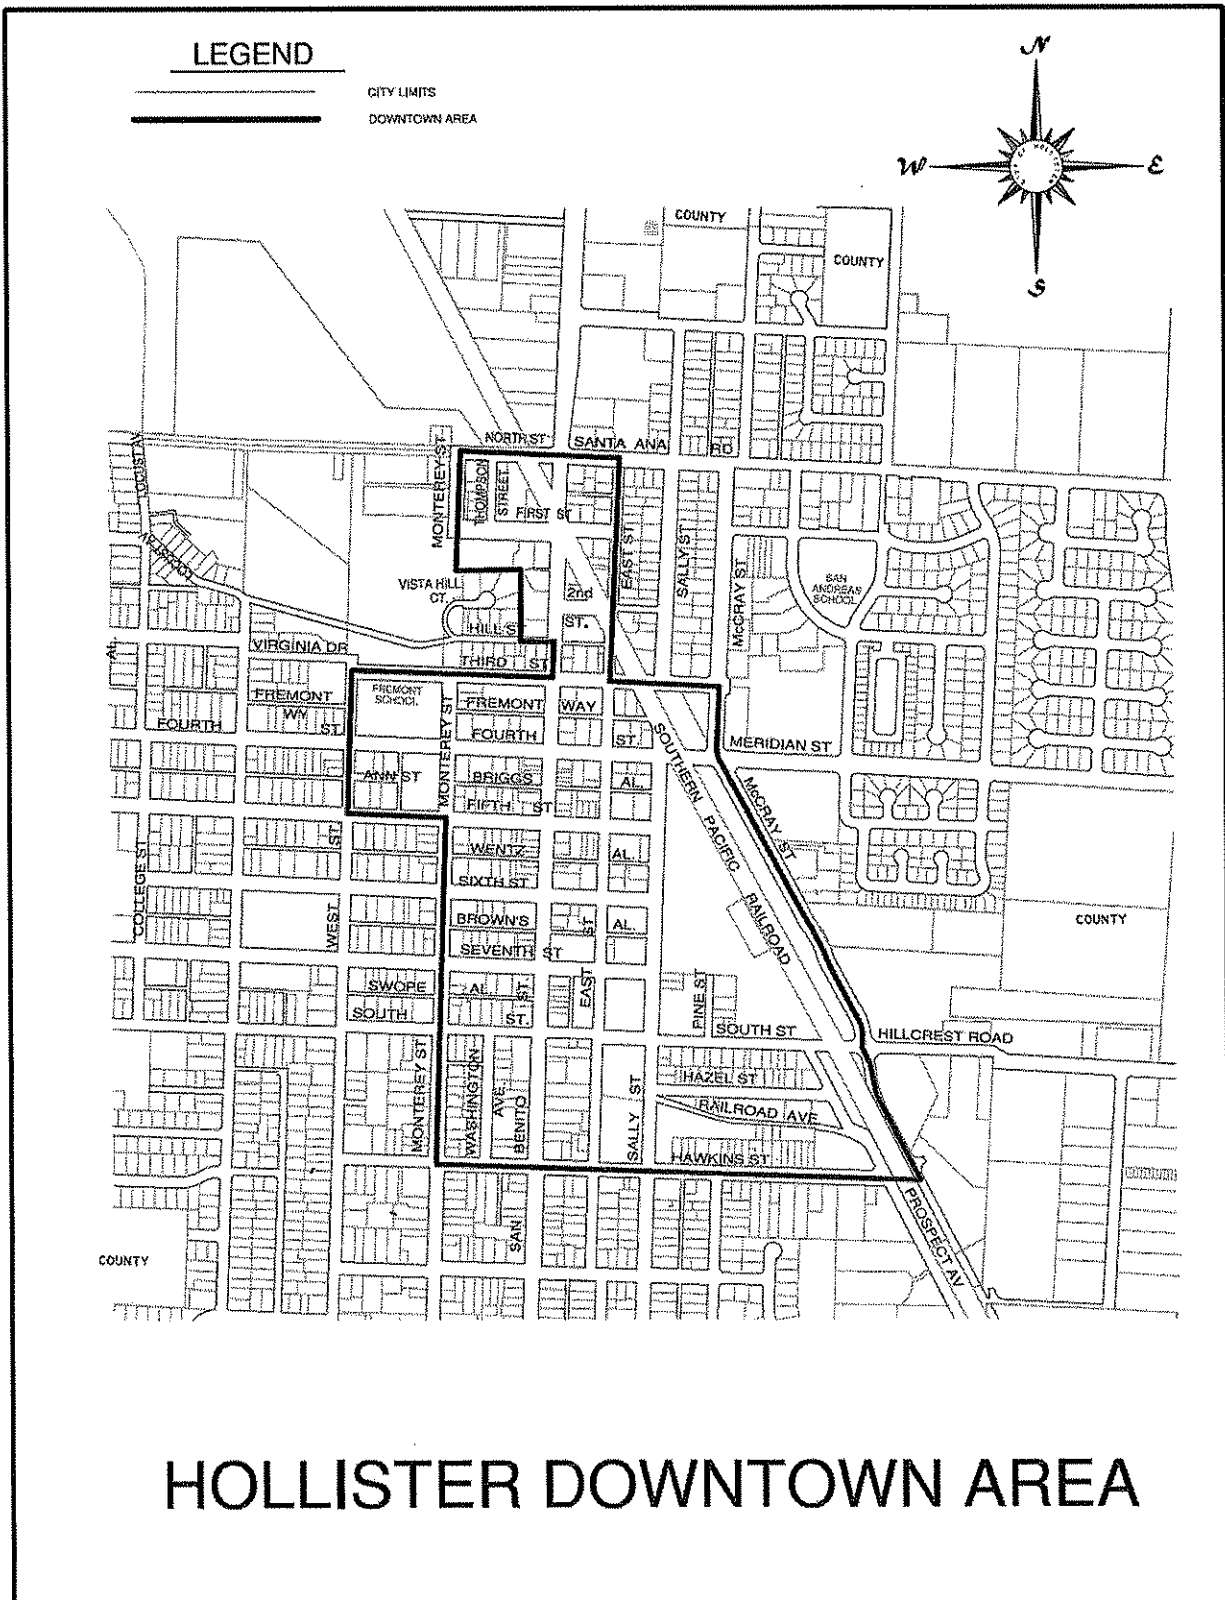 LEGEND
CITY LIMITS
DOWNTOWN AREA
N
W
E
S
COUNTY
COUNTY
NORTH ST
SANTA ANA
RD
MONTEREY ST
THOMPSON
STREET
FIRST ST
EAST ST
SALLY ST
McCRAY ST
SAN
ANDREAS
SCHOOL
VISTA HILL
CT.
2nd
ST.
HILL S
VIRGINIA DR
THIRD ST
AL.
FREMONT
SCHOOL
FREMONT
WY
FREMONT WAY
FOURTH
ST.
MONTEREY ST
FOURTH
ST.
MERIDIAN ST
SOUTHERN PACIFIC RAILROAD
McCRAY ST
ANN ST
BRIGGS
AL.
FIFTH ST
COLLEGE ST
WEST
ST
WENTZ
AL.
SIXTH ST
BROWN'S
ST
AL.
SEVENTH ST
COUNTY
SWOPE
AL.
ST.
EAST
SOUTH
ST.
PINE ST
SOUTH ST
HILLCREST ROAD
MONTEREY ST
WASHINGTON
AVE
BENITO
SALLY ST
HAZEL ST
RAILROAD AVE
HAWKINS ST
SAN
PROSPECT AV
COUNTY
HOLLISTER DOWNTOWN AREA